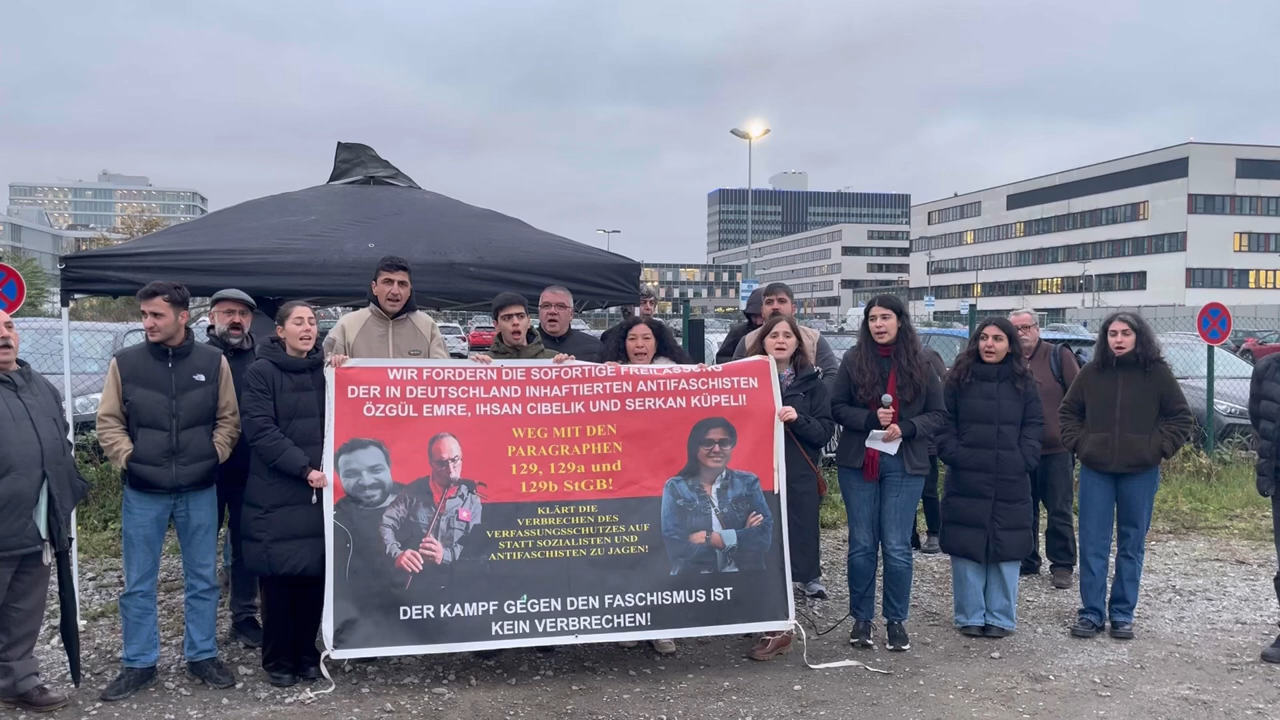 WIR FORDERN DIE SOFORTIGE FREILASSUNG
DER IN DEUTSCHLAND INHAFTIERTEN ANTIFASCHISTEN
ÖZGÜL EMRE, IHSAN CIBELIK UND SERKAN KÜPELI!
WEG MIT DEN
PARAGRAPHEN
129, 129a und
129b StGB!
KLÄRT DIE
VERBRECHEN DES
VERFASSUNGSSCHUTZES AUF
STATT SOZIALISTEN UND
ANTIFASCHISTEN ZU JAGEN!
DER KAMPF GEGEN DEN FASCHISMUS IST
KEIN VERBRECHEN!